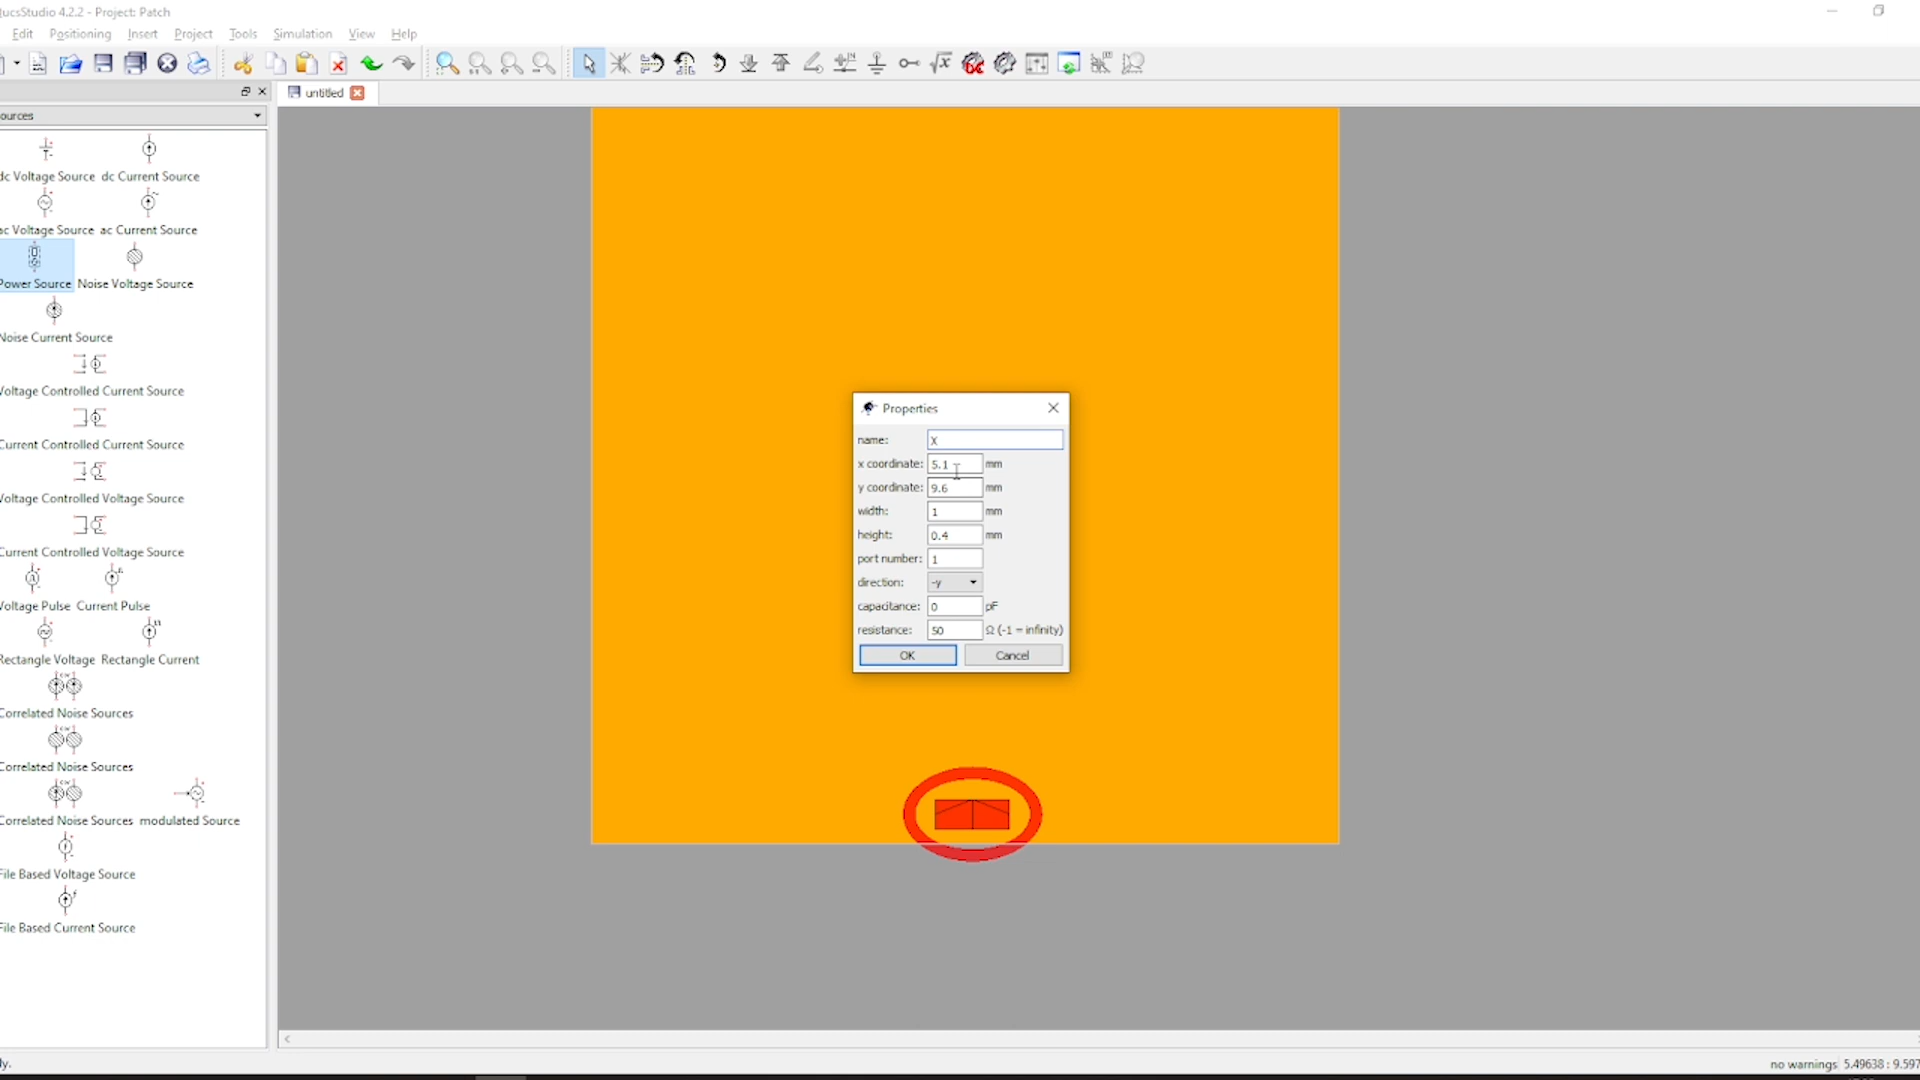 ucsStudio 4.2.2 - Project: Patch
Edit Positioning Insert Project Tools Simulation View Help
untitled
ources
dc Voltage Source dc Current Source
ac Voltage Source ac Current Source
Power Source Noise Voltage Source
Noise Current Source
Voltage Controlled Current Source
Current Controlled Current Source
Voltage Controlled Voltage Source
Current Controlled Voltage Source
Voltage Pulse Current Pulse
Rectangle Voltage Rectangle Current
Correlated Noise Sources
Correlated Noise Sources
Correlated Noise Sources modulated Source
File Based Voltage Source
File Based Current Source
Properties
name: X
x coordinate: 5.1 mm
y coordinate: 9.6 mm
width: 1 mm
height: 0.4 mm
port number: 1
direction: -y
capacitance: 0 pF
resistance: 50 Ω (-1 = infinity)
OK Cancel
ly.
no warnings 5.49638 : 9.597